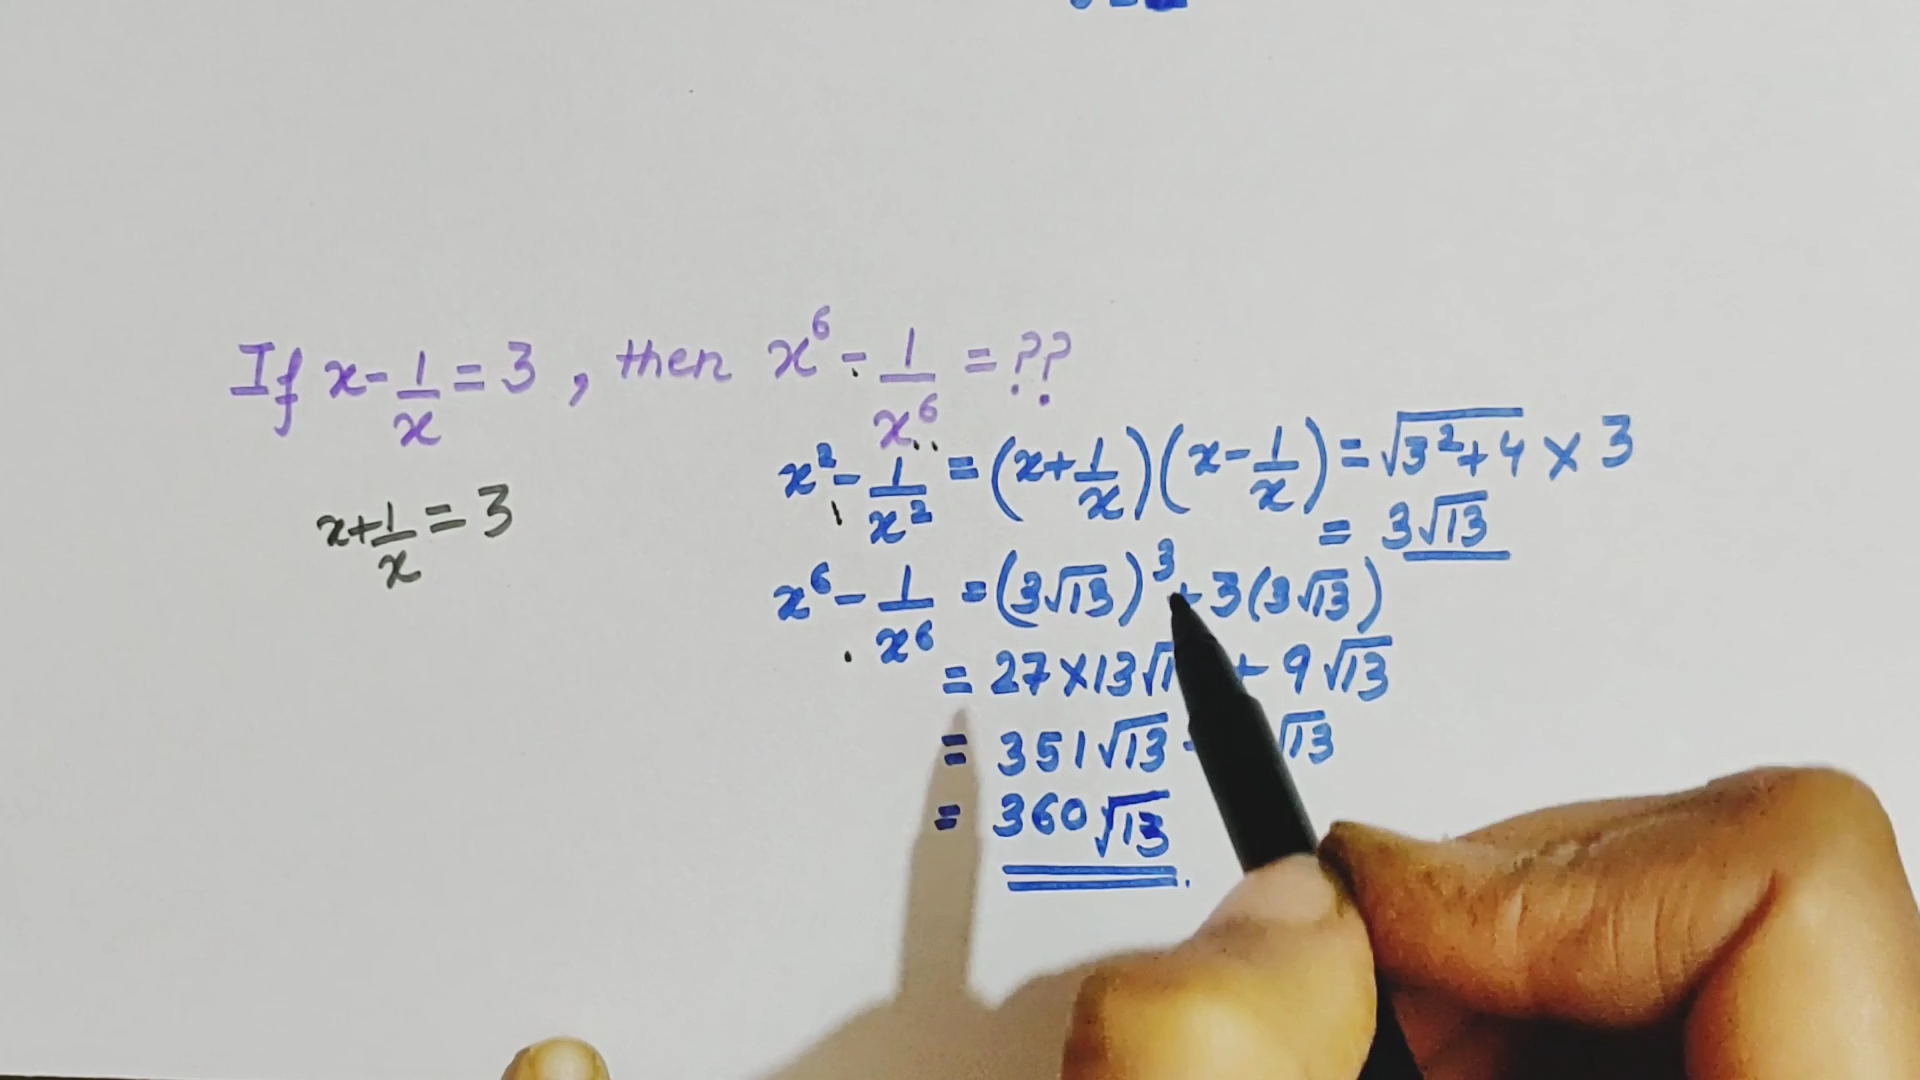 If x - 1/x = 3, then x⁶ - 1/x⁶ = ??
x² - 1/x² = (x + 1/x)(x - 1/x) = √(3² + 4) × 3
= 3√13
x + 1/x = 3
x⁶ - 1/x⁶ = (3√13)³ + 3(3√13)
= 27 × 13√1 + 9√13
= 351√13 √13
= 360√13.